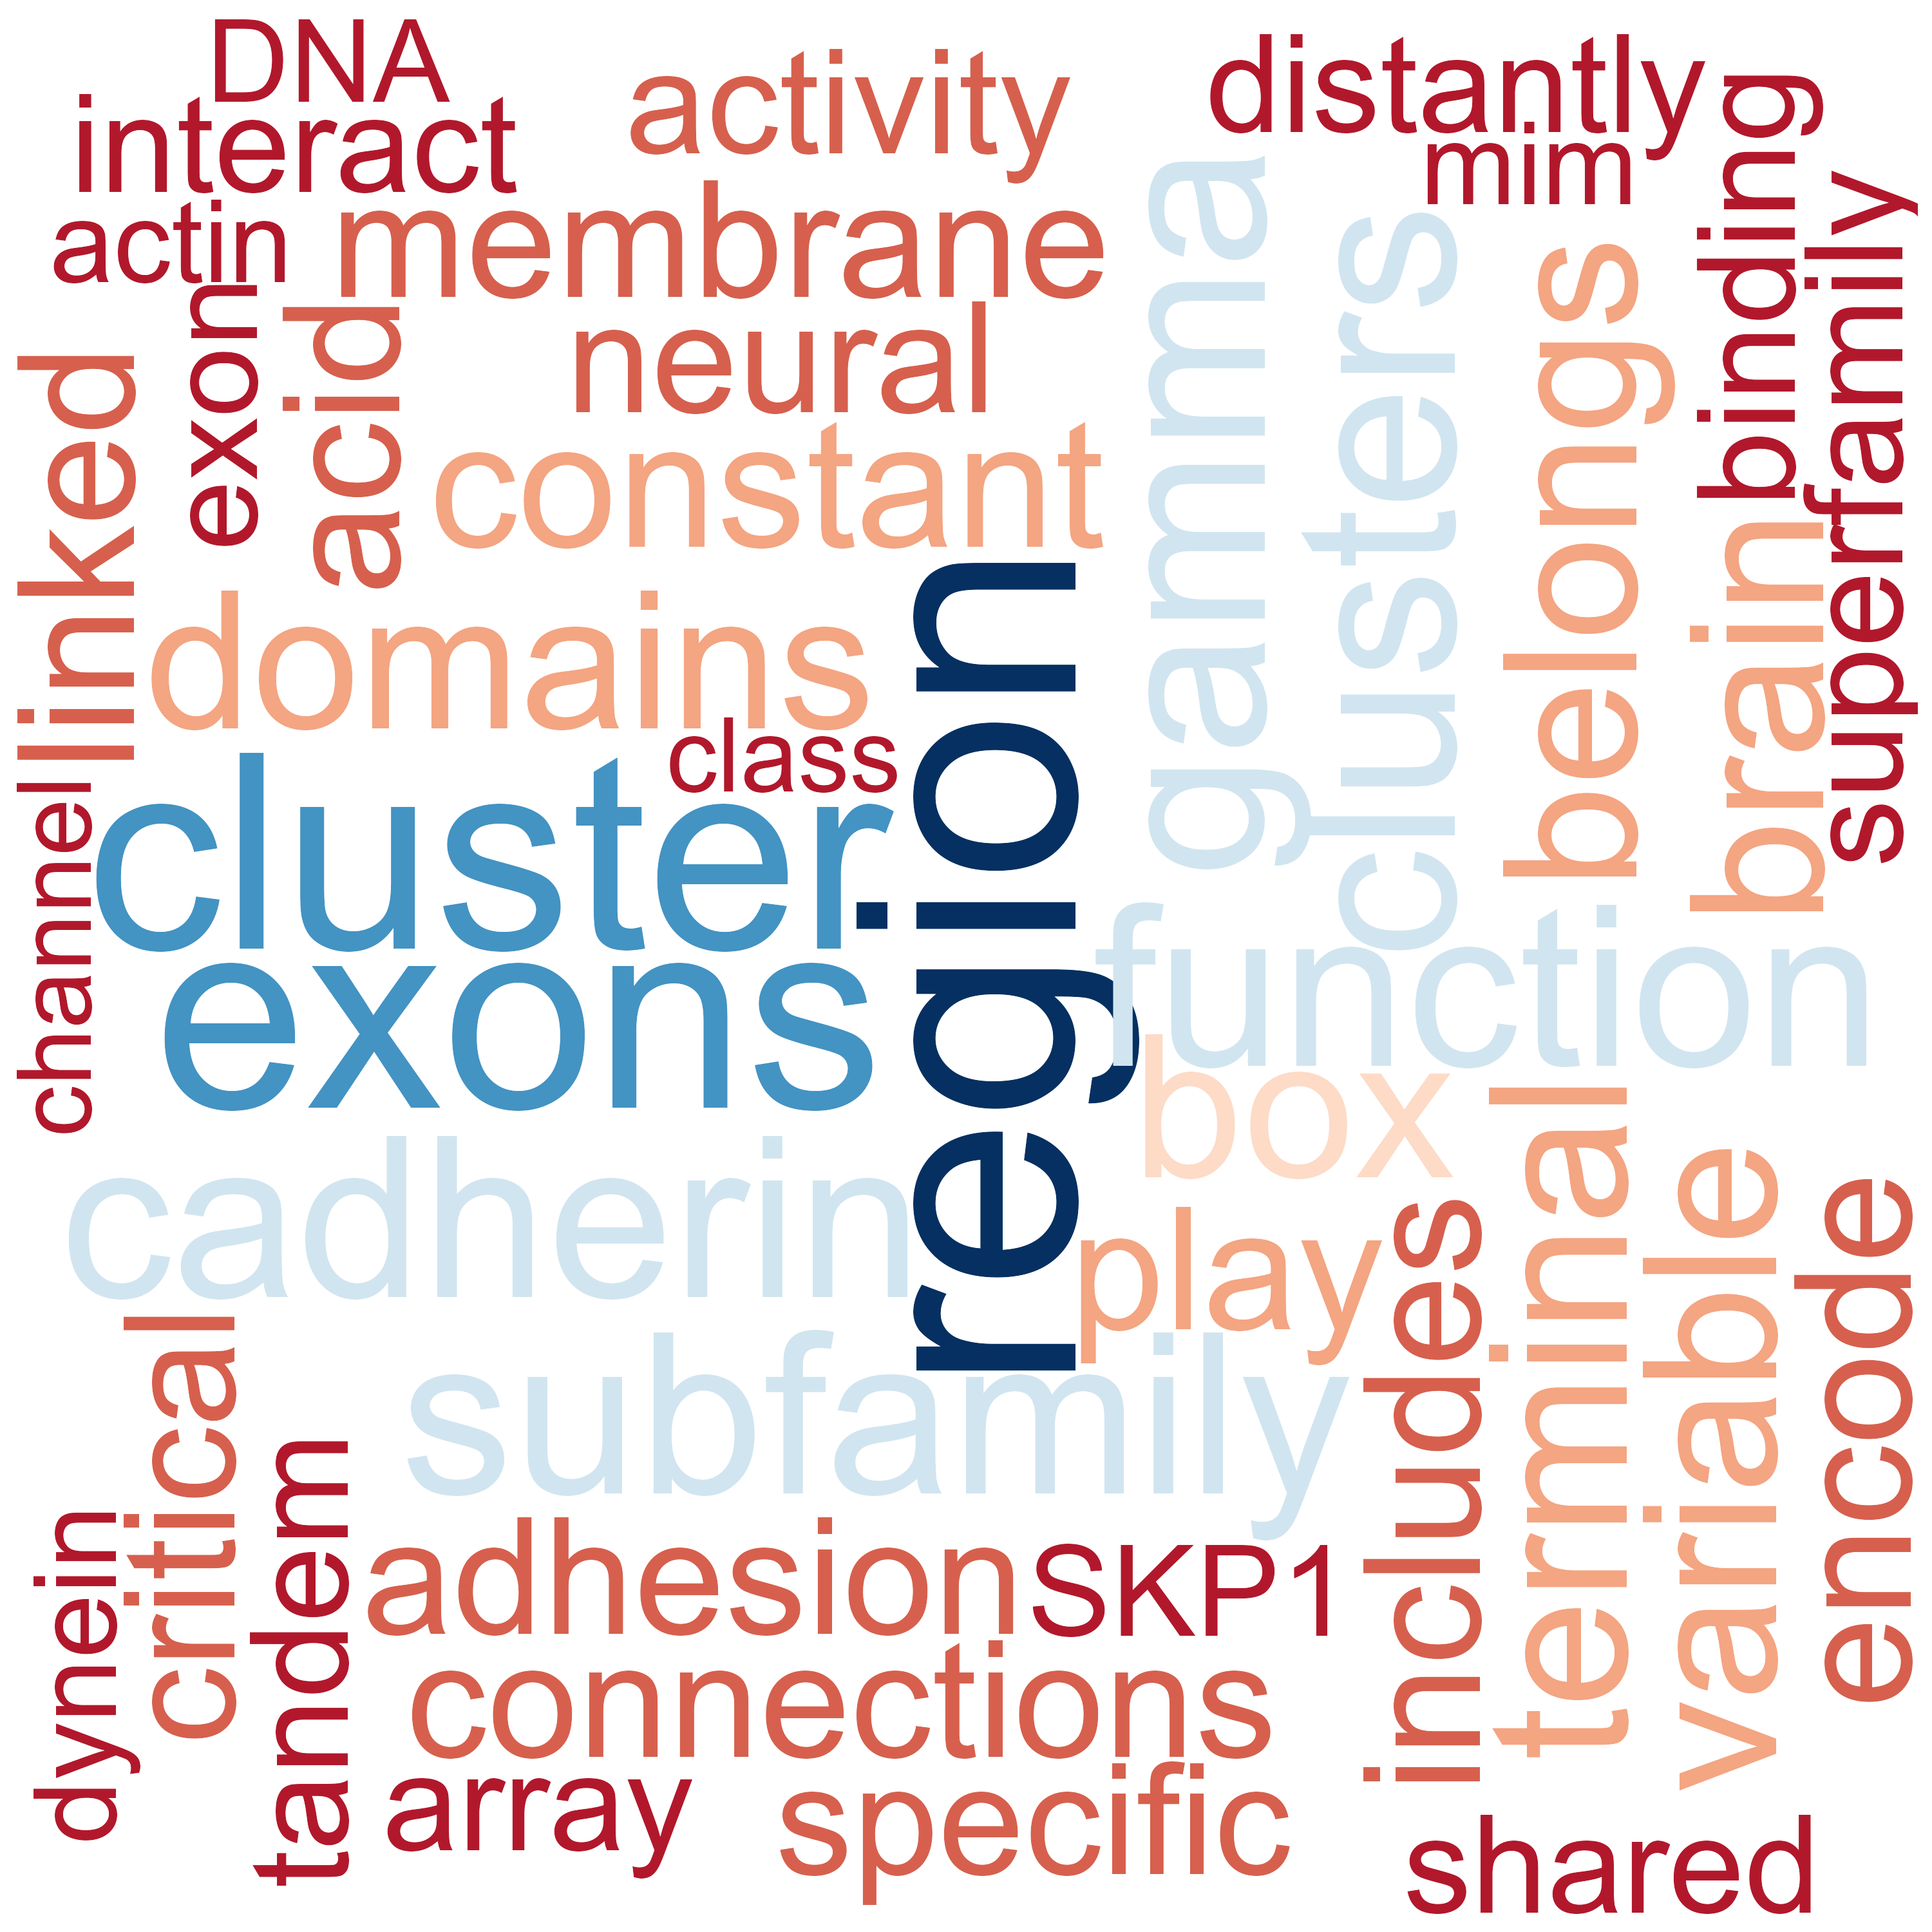 DNA
activity
distantly
interact
mim
binding
actin
membrane
superfamily
exon
acid
neural
gamma
clusters
belongs
linked
constant
brain
domains
region
class
channel
cluster
function
exons
box
cadherin
play
includes
terminal
variable
encode
critical
subfamily
dynein
tandem
adhesion
SKP1
connections
array
specific
shared